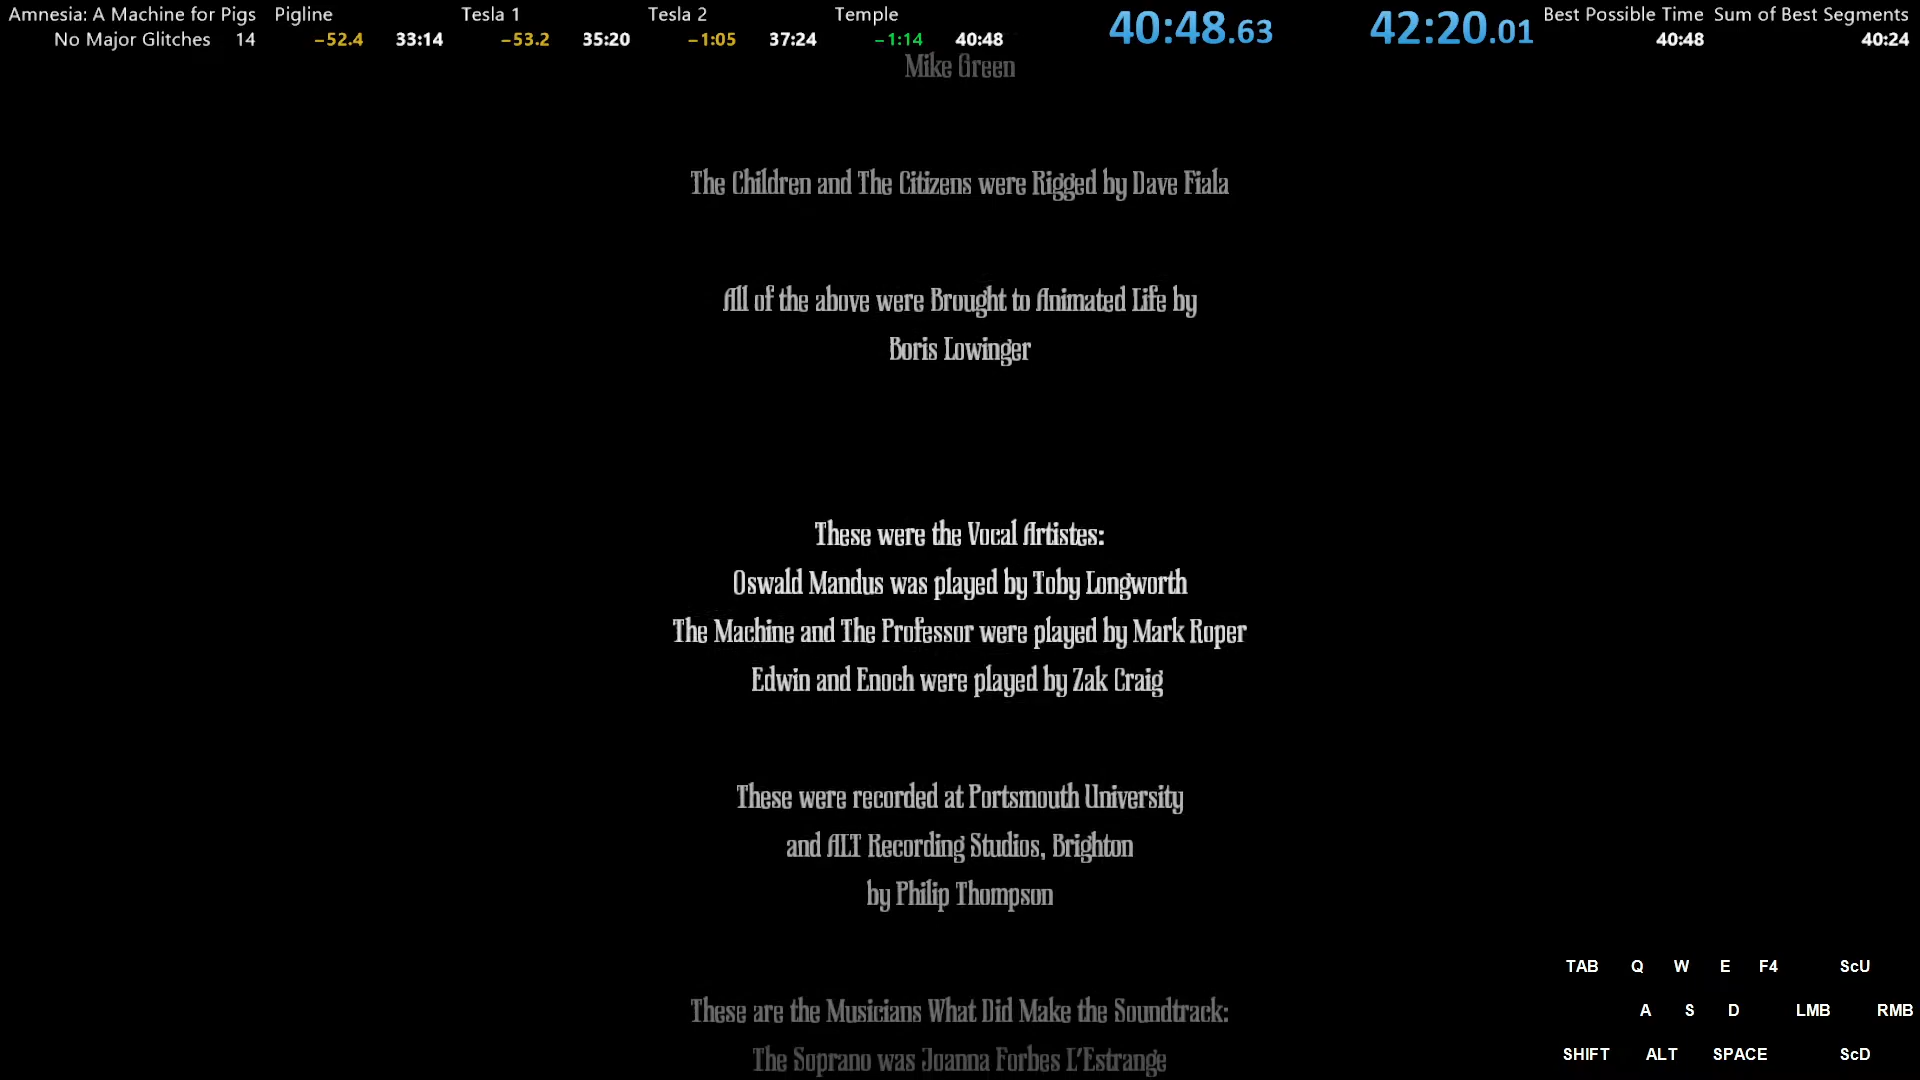 Amnesia: A Machine for Pigs Pigline Tesla 1 Tesla 2 Temple 40:48.63 42:20.01 Best Possible Time Sum of Best Segments
No Major Glitches 14 −52.4 33:14 −53.2 35:20 −1:05 37:24 −1:14 40:48 40:48 40:24
Mike Green
The Children and The Citizens were Rigged by Dave Fiala
All of the above were Brought to Animated Life by
Boris Lowinger
These were the Vocal Artistes:
Oswald Mandus was played by Toby Longworth
The Machine and The Professor were played by Mark Roper
Edwin and Enoch were played by Zak Craig
These were recorded at Portsmouth University
and ALT Recording Studios, Brighton
by Philip Thompson
These are the Musicians What Did Make the Soundtrack:
The Soprano was Joanna Forbes L'Estrange
TAB Q W E F4 ScU
A S D LMB RMB
SHIFT ALT SPACE ScD